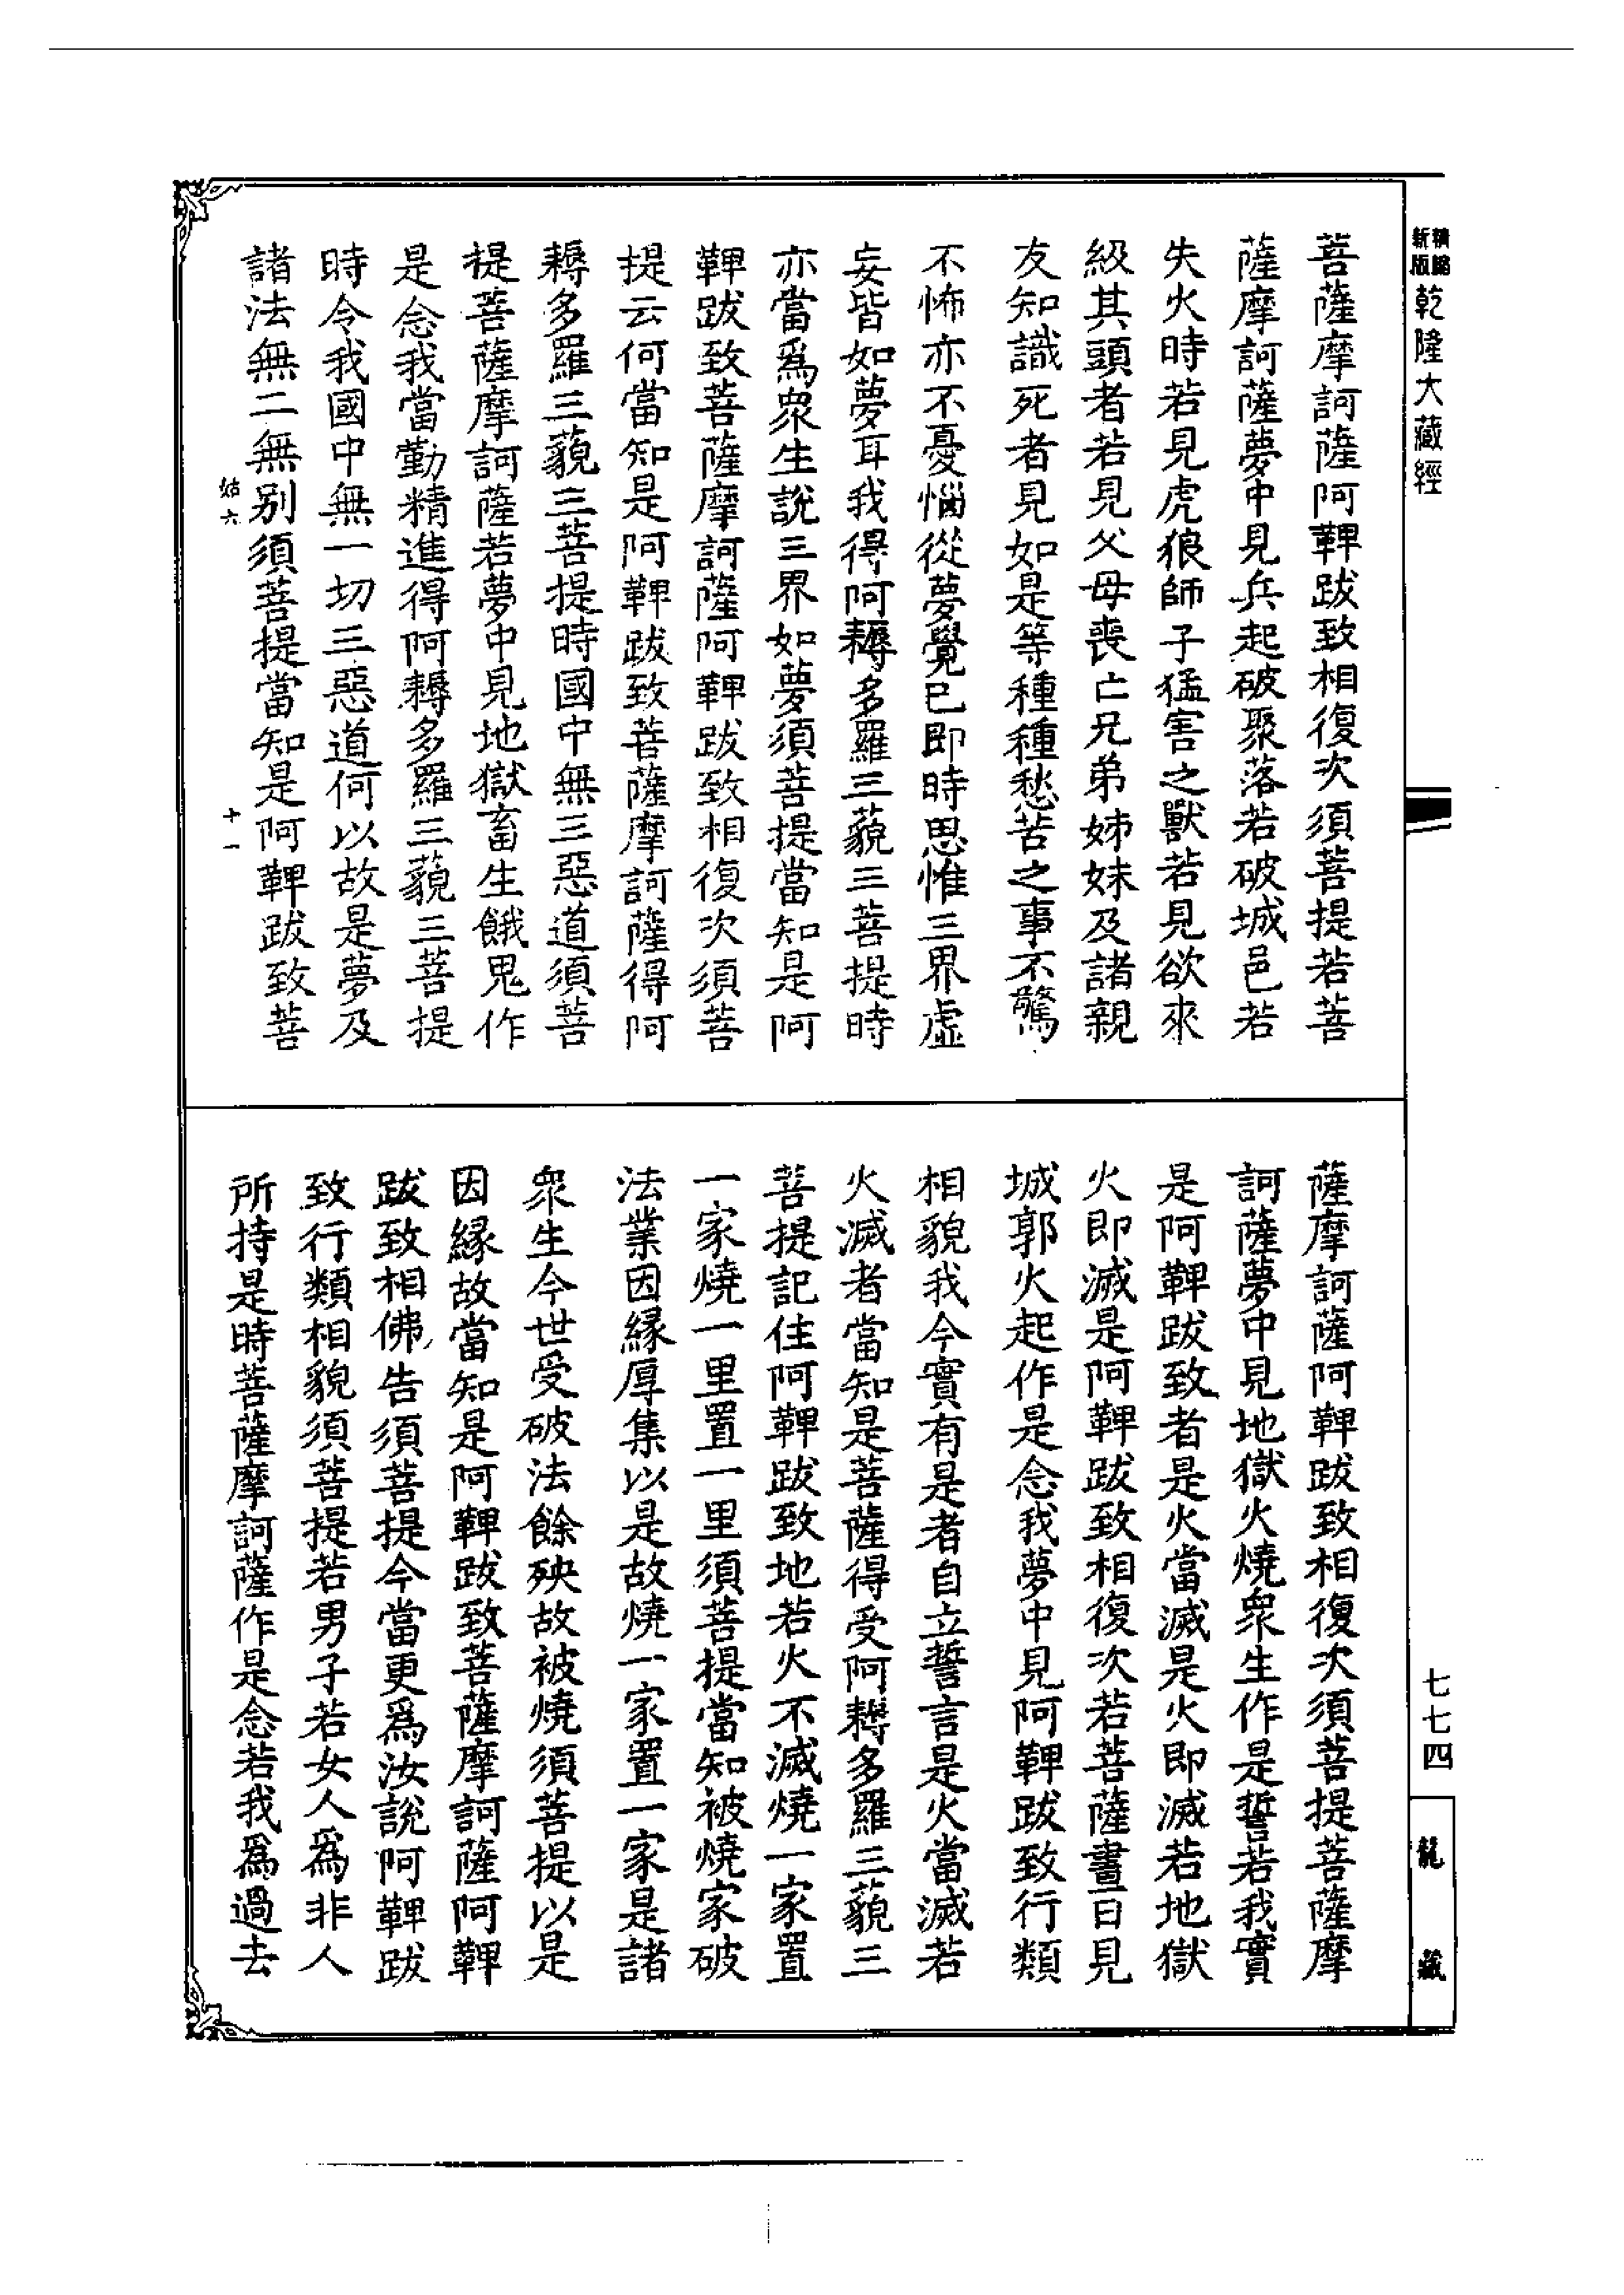 新版
精縮
乾隆大藏經
菩薩摩訶薩阿鞞跋致相復次須菩提若菩
薩摩訶薩夢中見兵起破聚落若破城邑若
失火時若見虎狼師子猛害之獸若見欲來
級其頭者若見父母喪亡兄弟姊妹及諸親
友知識死者見如是等種種愁苦之事不驚
不怖亦不憂惱從夢覺已即時思惟三界虛
妄皆如夢耳我得阿耨多羅三藐三菩提時
亦當爲衆生說三界如夢須菩提當知是阿
鞞跋致菩薩摩訶薩阿鞞跋致相復次須菩
提云何當知是阿鞞跋致菩薩摩訶薩得阿
耨多羅三藐三菩提時國中無三惡道須菩
提菩薩摩訶薩若夢中見地獄畜生餓鬼作
是念我當勤精進得阿耨多羅三藐三菩提
時令我國中無一切三惡道何以故是夢及
諸法無二無別須菩提當知是阿鞞跋致菩
姑六
十一
薩摩訶薩阿鞞跋致相復次須菩提菩薩摩
訶薩夢中見地獄火燒衆生作是誓若我實
是阿鞞跋致者是火當滅是火即滅若地獄
火即滅是阿鞞跋致相復次若菩薩晝日見
城郭火起作是念我夢中見阿鞞跋致行類
相貌我今實有是者自立誓言是火當滅若
火滅者當知是菩薩得受阿耨多羅三藐三
菩提記住阿鞞跋致地若火不滅燒一家置
一家燒一里置一里須菩提當知被燒家破
法業因緣厚集以是故燒一家置一家是諸
衆生今世受破法餘殃故被燒須菩提以是
因緣故當知是阿鞞跋致菩薩摩訶薩阿鞞
跋致相佛告須菩提今當更爲汝說阿鞞跋
致行類相貌須菩提若男子若女人爲非人
所持是時菩薩摩訶薩作是念若我爲過去
七七四
龍藏